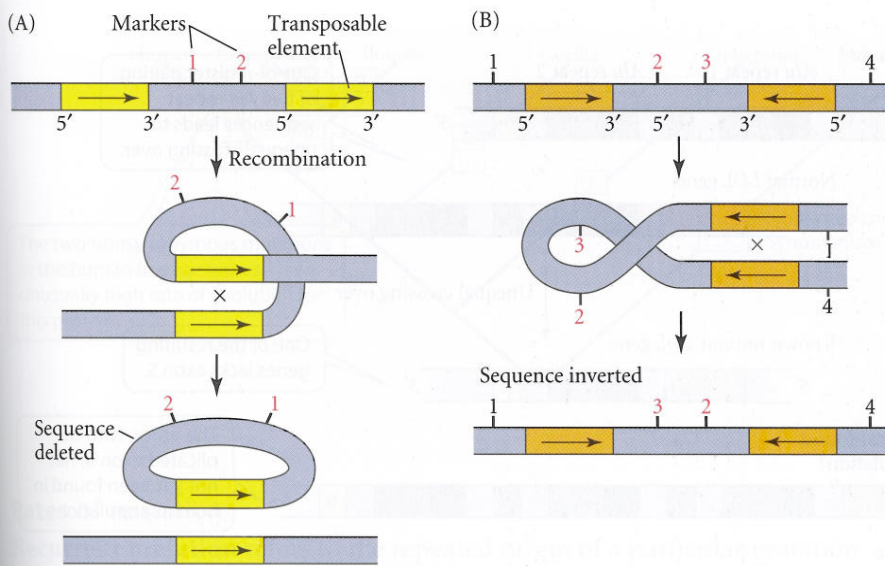 (A)
Markers
Transposable
element
1 2
5′ 3′ 5′ 3′
Recombination
2 1
×
2 1
Sequence
deleted
(B)
1 2 3 4
5′ 3′ 3′ 5′
3 × 1
2 4
Sequence inverted
1 3 2 4